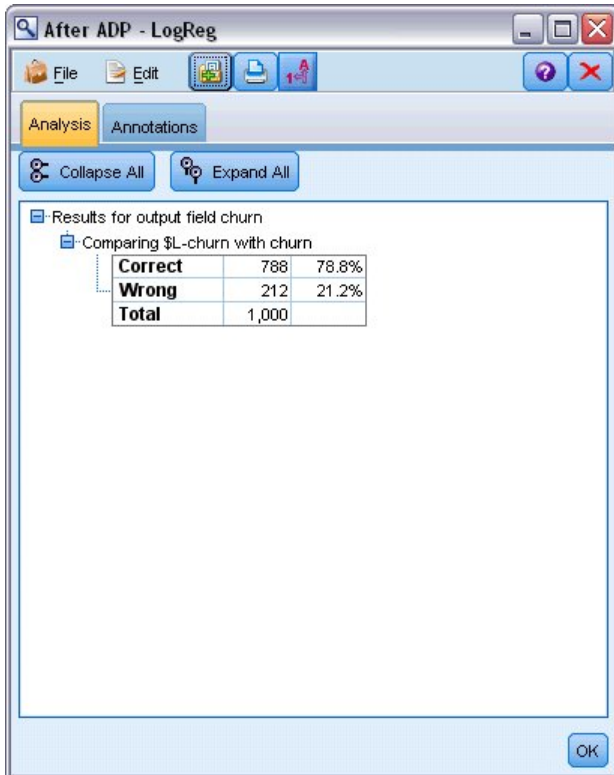 After ADP - LogReg
File Edit
Analysis Annotations
Collapse All Expand All
Results for output field churn
Comparing $L-churn with churn
Correct 788 78.8%
Wrong 212 21.2%
Total 1,000
OK